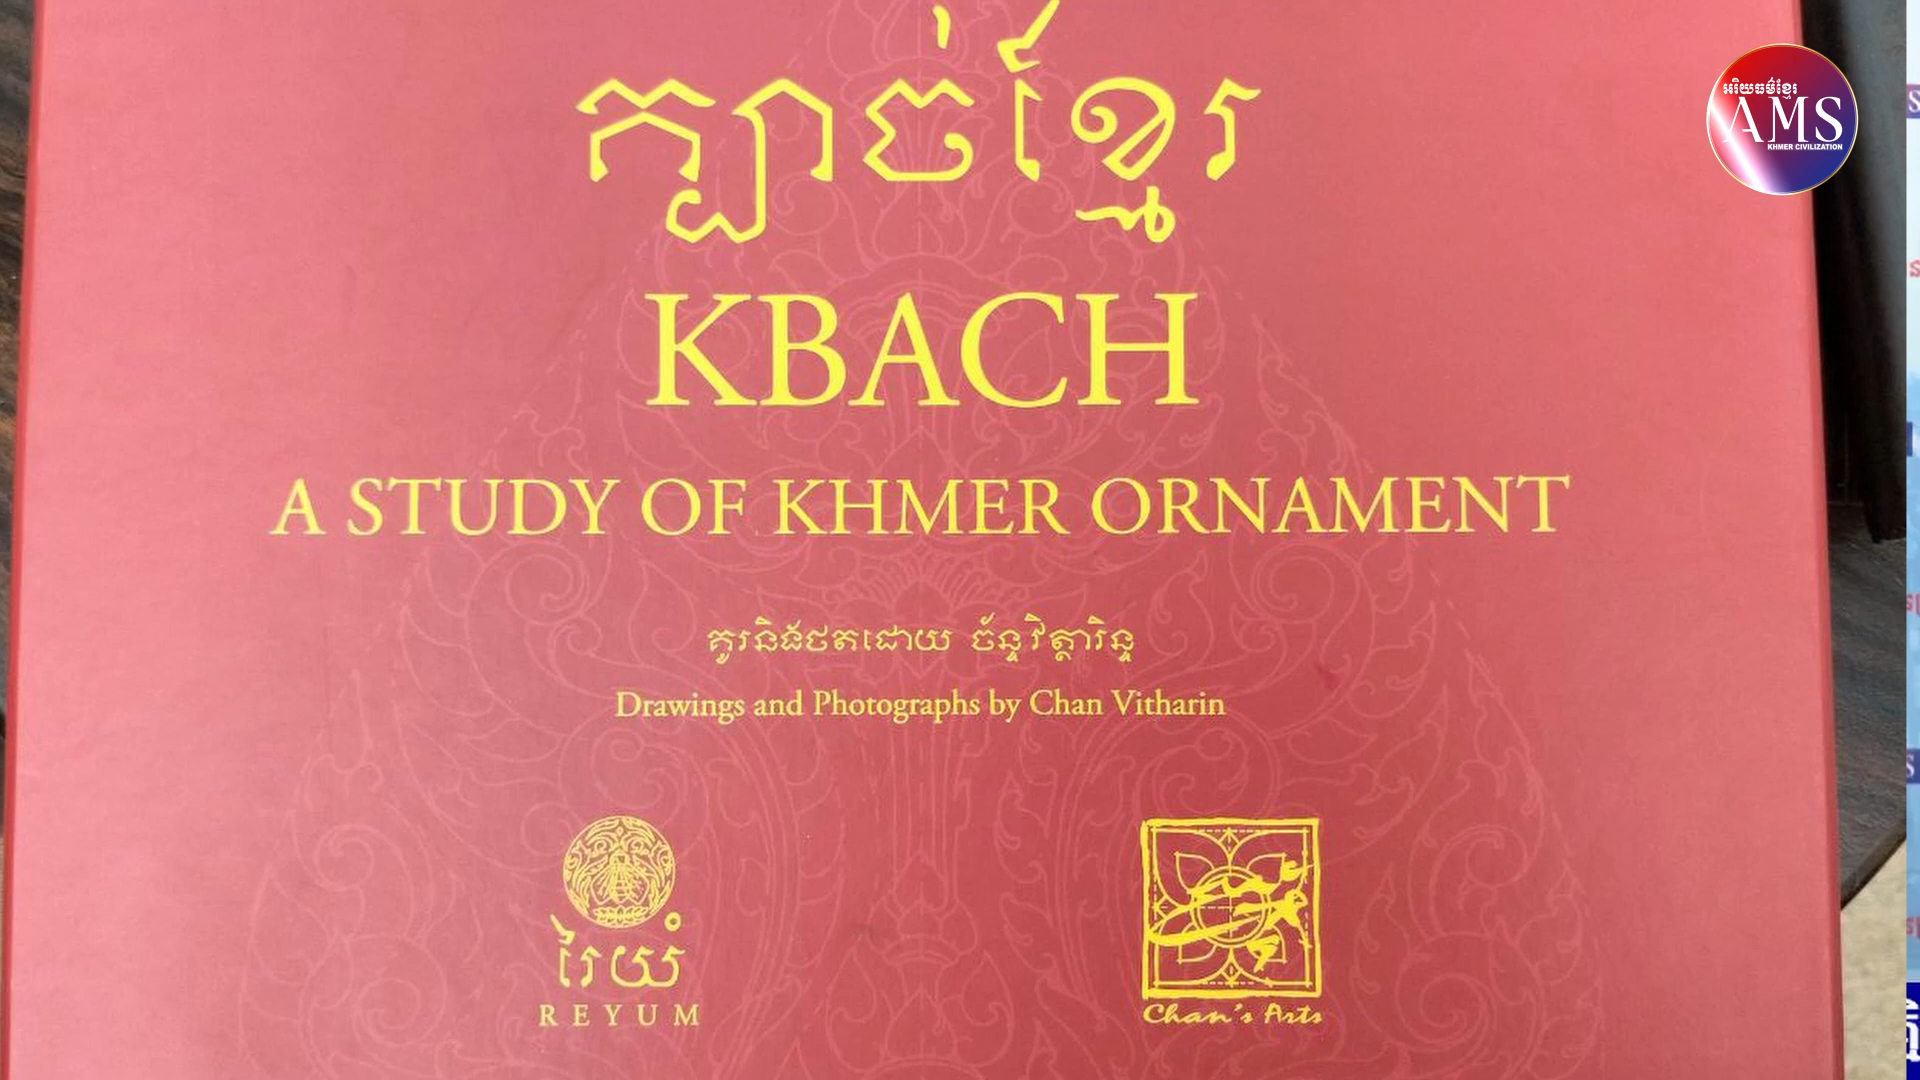 ក្បាច់ខ្មែរ
KBACH
A STUDY OF KHMER ORNAMENT
គូរនិងថតដោយ ច័ន្ទវិត្ថារិន្ទ
Drawings and Photographs by Chan Vitharin
រៃយំ
REYUM
Chan's Arts
អរិយធម៌ខ្មែរ
AMS
KHMER CIVILIZATION